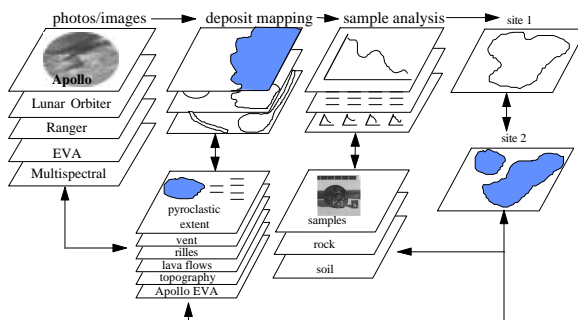 photos/images
deposit mapping
sample analysis
site 1
Apollo
Lunar Orbiter
Ranger
EVA
Multispectral
site 2
pyroclastic
extent
vent
rilles
lava flows
topography
Apollo EVA
samples
rock
soil